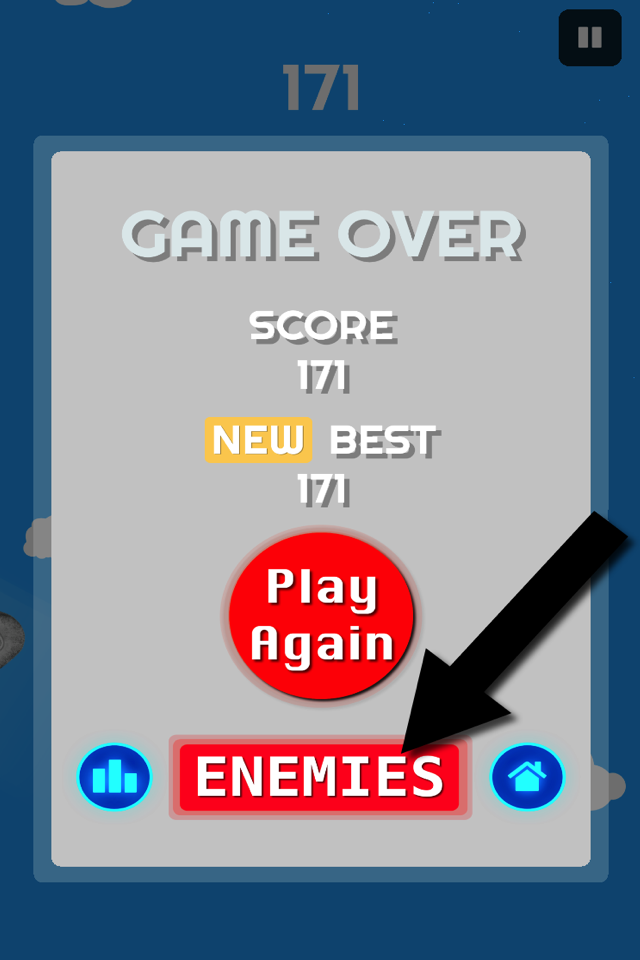 171
GAME OVER
SCORE
171
NEW BEST
171
Play
Again
ENEMIES